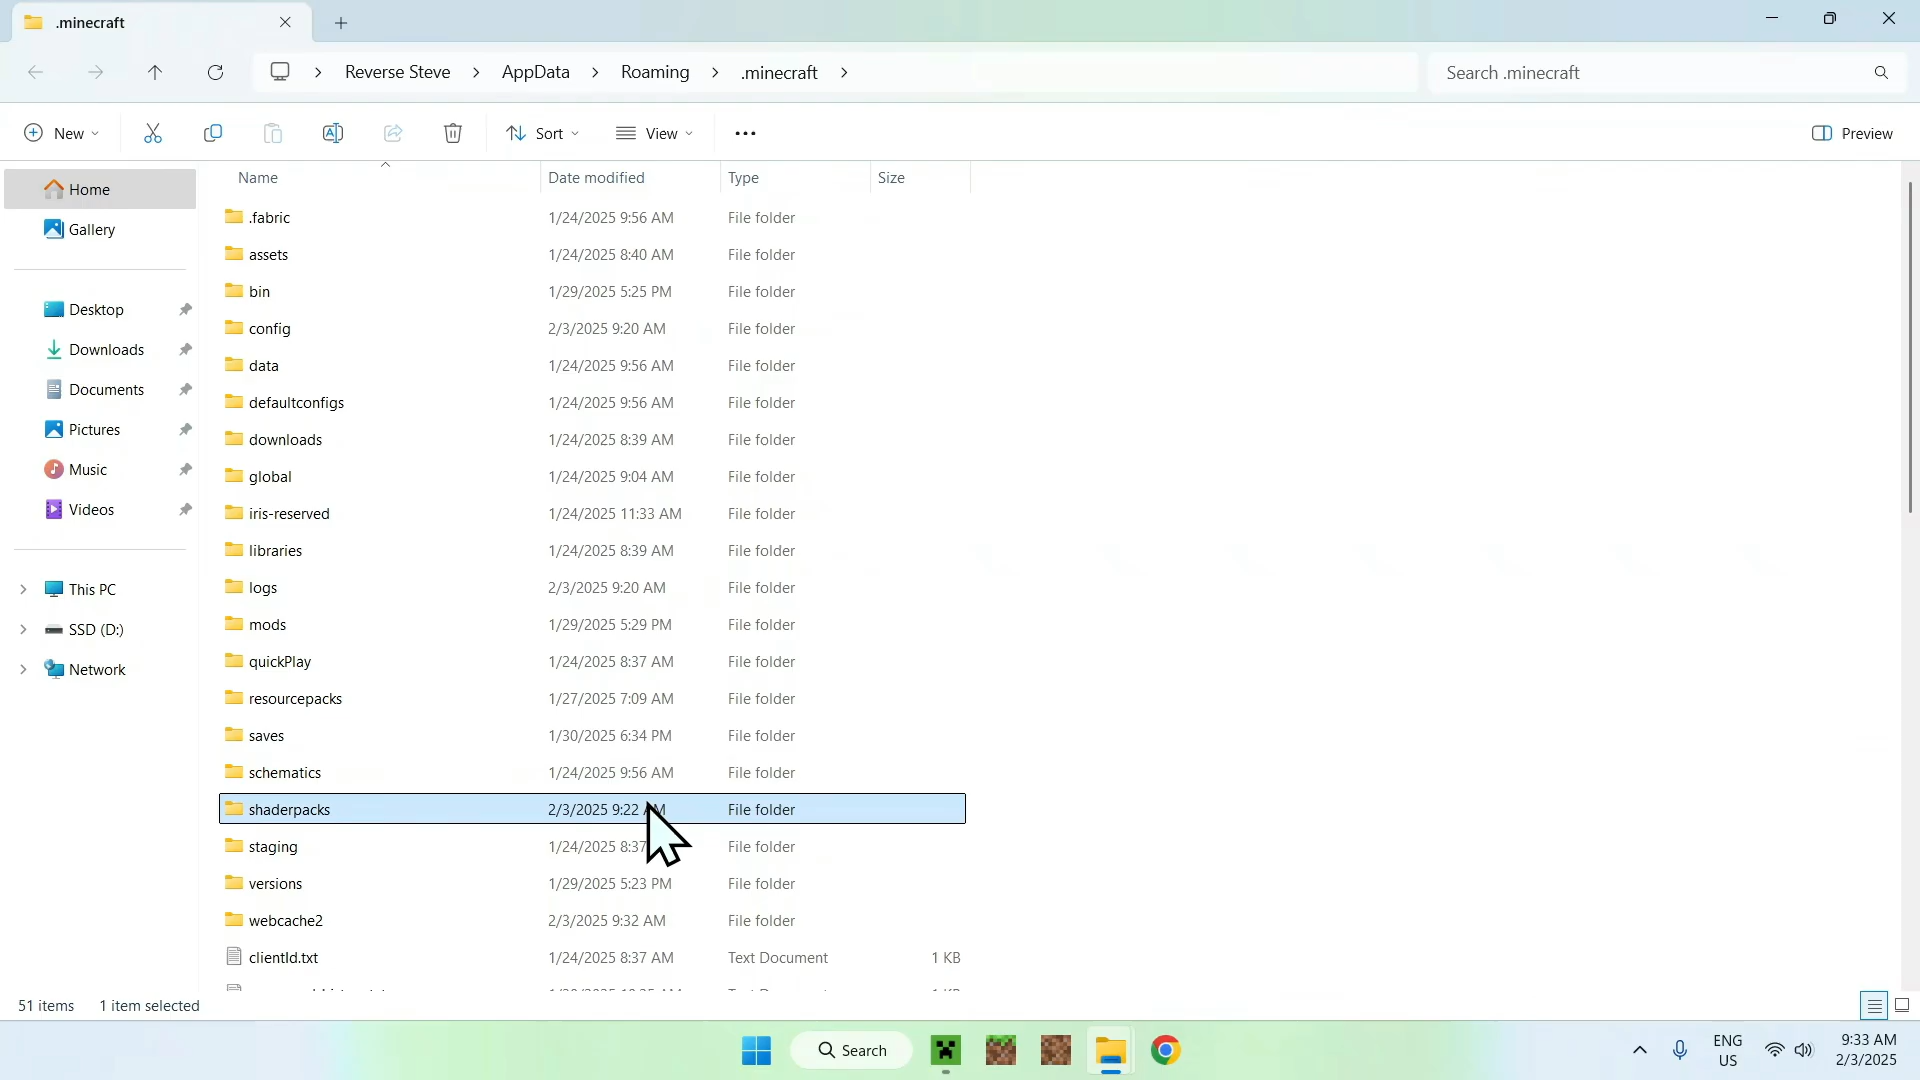 .minecraft
Reverse Steve > AppData > Roaming > .minecraft >
Search .minecraft
New
Sort
View
Preview
Name Date modified Type Size
Home
Gallery
Desktop
Downloads
Documents
Pictures
Music
Videos
This PC
SSD (D:)
Network
.fabric 1/24/2025 9:56 AM File folder
assets 1/24/2025 8:40 AM File folder
bin 1/29/2025 5:25 PM File folder
config 2/3/2025 9:20 AM File folder
data 1/24/2025 9:56 AM File folder
defaultconfigs 1/24/2025 9:56 AM File folder
downloads 1/24/2025 8:39 AM File folder
global 1/24/2025 9:04 AM File folder
iris-reserved 1/24/2025 11:33 AM File folder
libraries 1/24/2025 8:39 AM File folder
logs 2/3/2025 9:20 AM File folder
mods 1/29/2025 5:29 PM File folder
quickPlay 1/24/2025 8:37 AM File folder
resourcepacks 1/27/2025 7:09 AM File folder
saves 1/30/2025 6:34 PM File folder
schematics 1/24/2025 9:56 AM File folder
shaderpacks 2/3/2025 9:22 AM File folder
staging 1/24/2025 8:37 File folder
versions 1/29/2025 5:23 PM File folder
webcache2 2/3/2025 9:32 AM File folder
clientId.txt 1/24/2025 8:37 AM Text Document 1 KB
51 items 1 item selected
Search
ENG
US
9:33 AM
2/3/2025